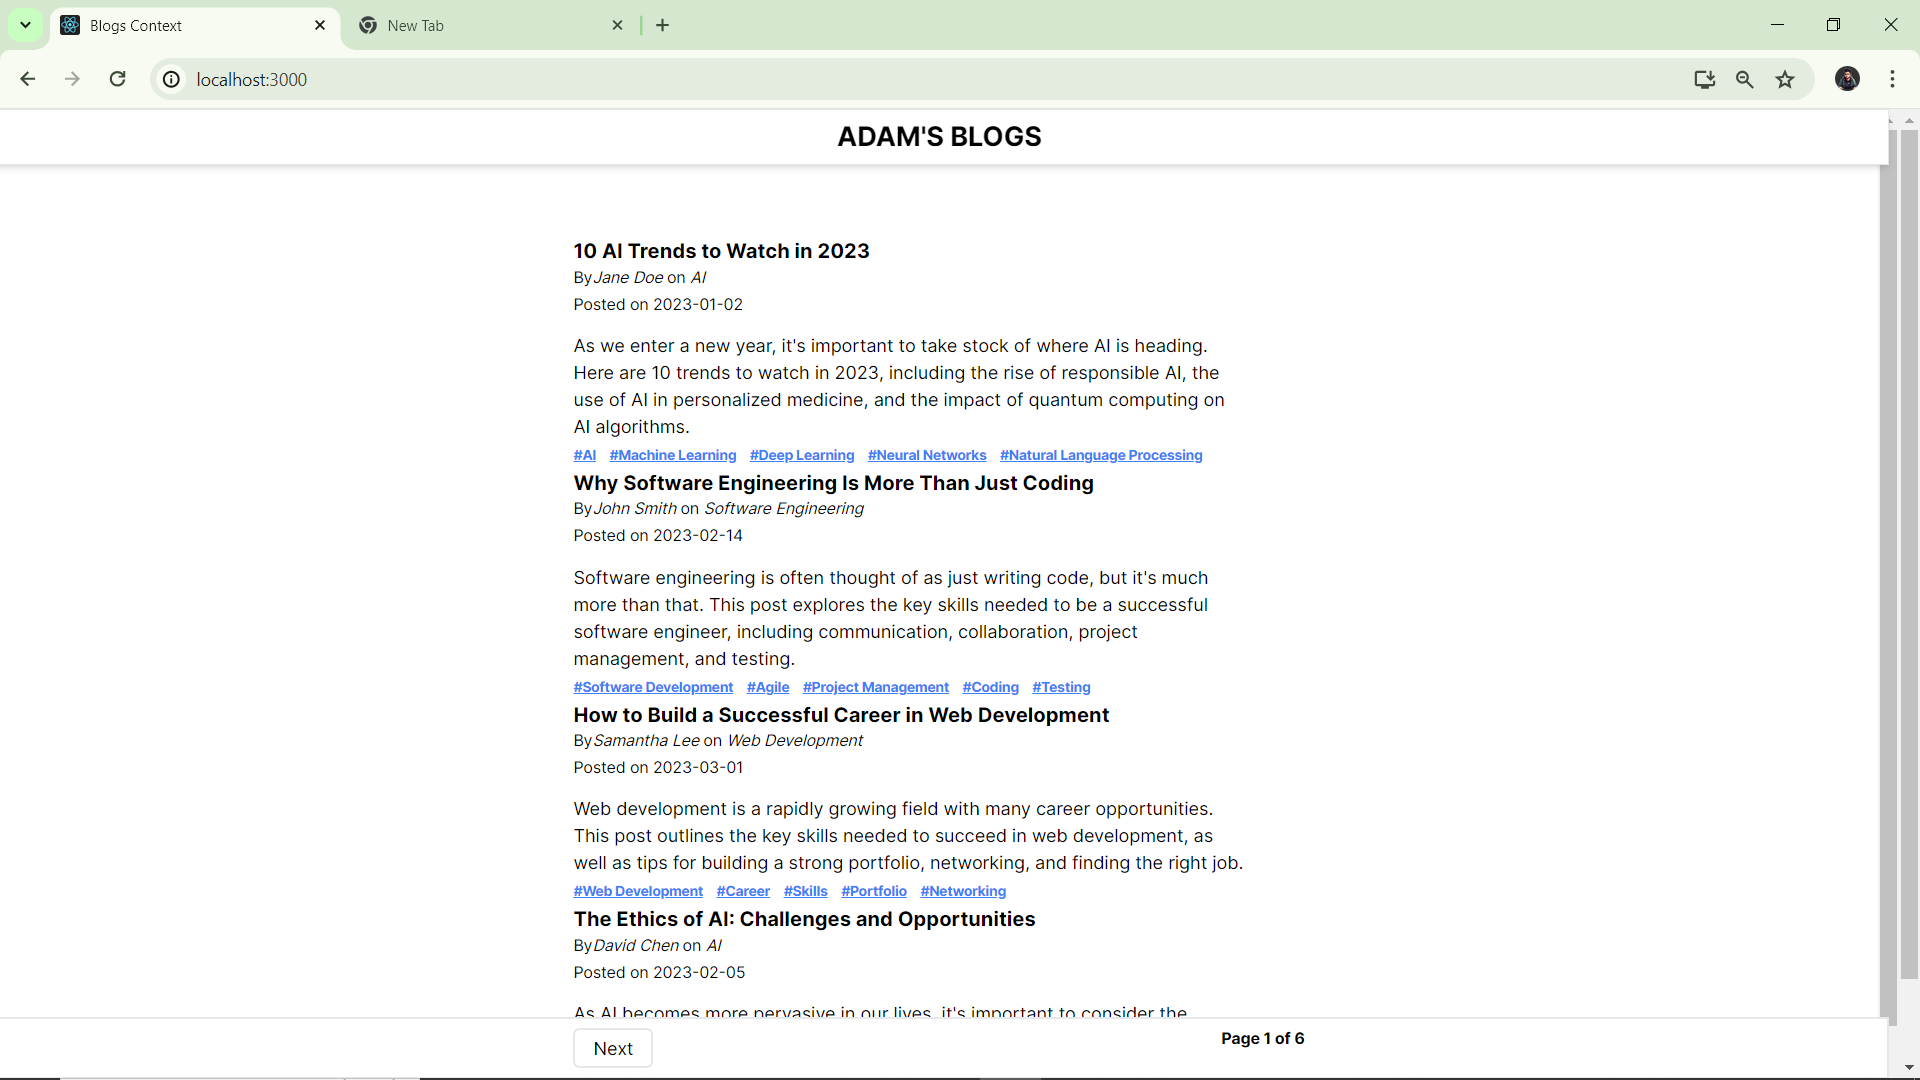 Blogs Context
New Tab
localhost:3000
ADAM'S BLOGS
10 AI Trends to Watch in 2023
ByJane Doe on AI
Posted on 2023-01-02
As we enter a new year, it's important to take stock of where AI is heading.
Here are 10 trends to watch in 2023, including the rise of responsible AI, the
use of AI in personalized medicine, and the impact of quantum computing on
AI algorithms.
#AI #Machine Learning #Deep Learning #Neural Networks #Natural Language Processing
Why Software Engineering Is More Than Just Coding
ByJohn Smith on Software Engineering
Posted on 2023-02-14
Software engineering is often thought of as just writing code, but it's much
more than that. This post explores the key skills needed to be a successful
software engineer, including communication, collaboration, project
management, and testing.
#Software Development #Agile #Project Management #Coding #Testing
How to Build a Successful Career in Web Development
BySamantha Lee on Web Development
Posted on 2023-03-01
Web development is a rapidly growing field with many career opportunities.
This post outlines the key skills needed to succeed in web development, as
well as tips for building a strong portfolio, networking, and finding the right job.
#Web Development #Career #Skills #Portfolio #Networking
The Ethics of AI: Challenges and Opportunities
ByDavid Chen on AI
Posted on 2023-02-05
As AI becomes more pervasive in our lives, it's important to consider the
Next
Page 1 of 6